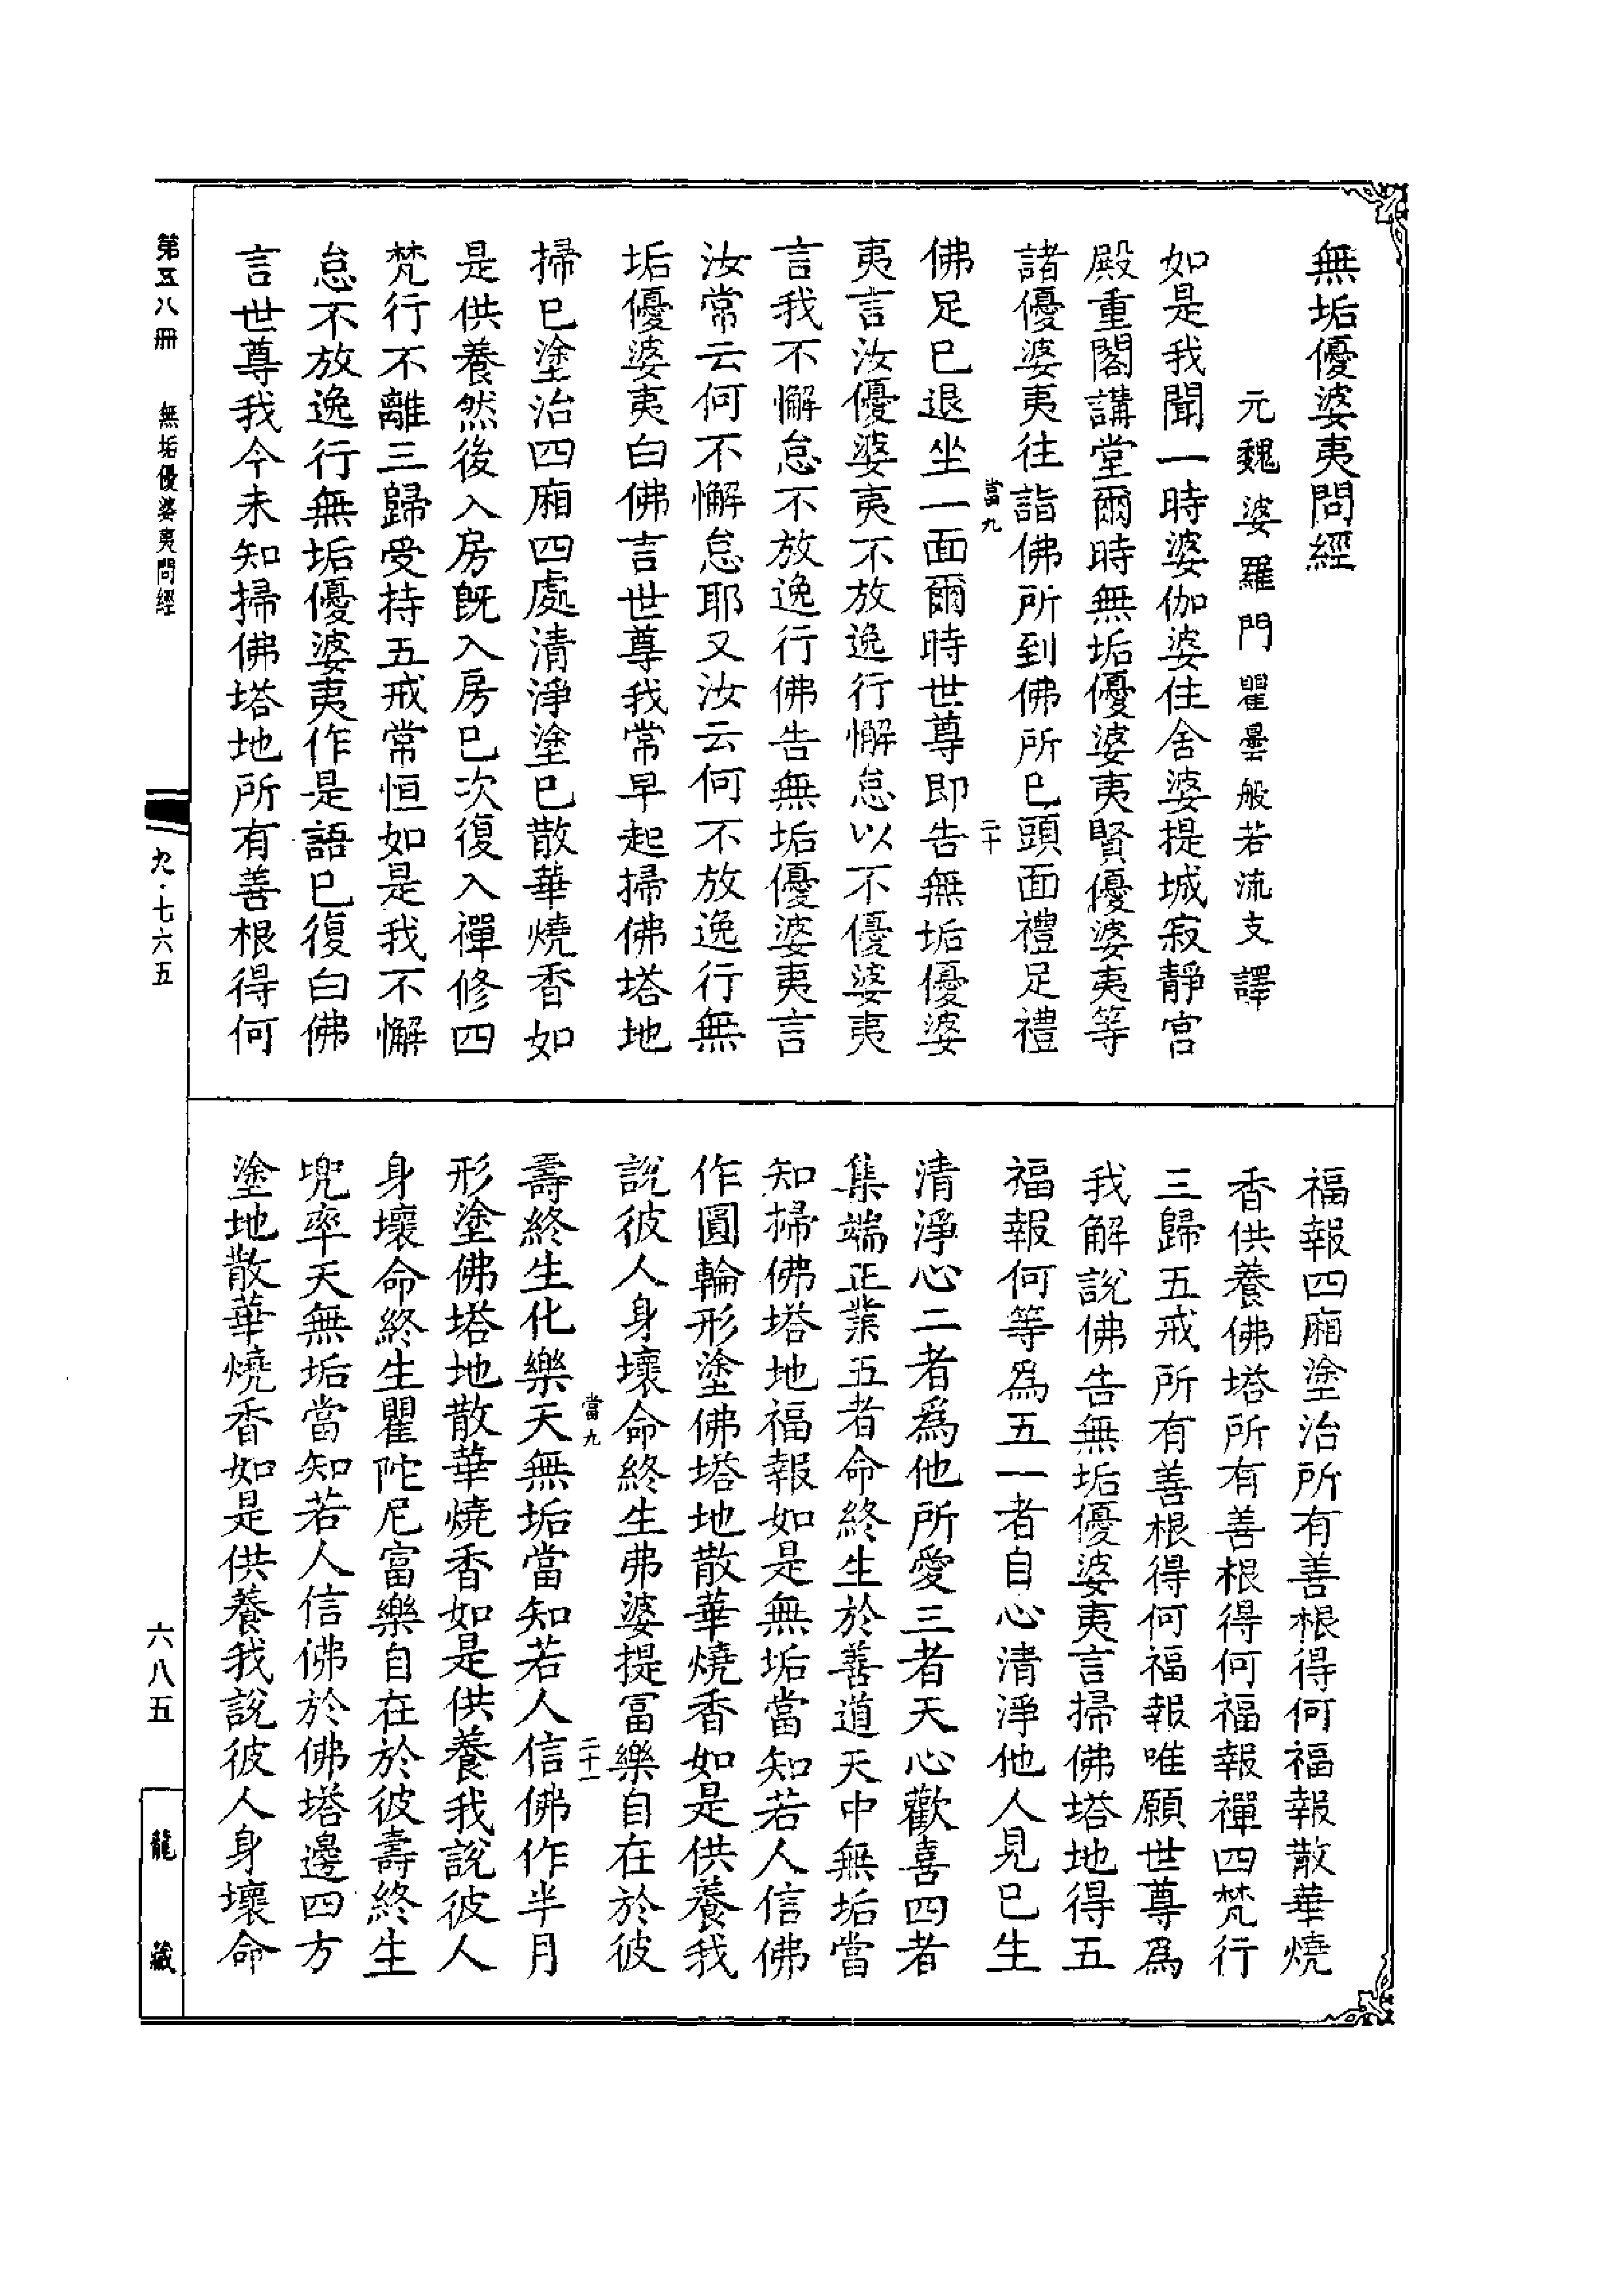 無垢優婆夷問經
元魏婆羅門瞿曇般若流支譯
如是我聞一時婆伽婆住舍婆提城寂靜宮
殿重閣講堂爾時無垢優婆夷賢優婆夷等
諸優婆夷往詣佛所到佛所已頭面禮足禮
當九
二十
佛足已退坐一面爾時世尊即告無垢優婆
夷言汝優婆夷不放逸行懈怠以不優婆夷
言我不懈怠不放逸行佛告無垢優婆夷言
汝常云何不懈怠耶又汝云何不放逸行無
垢優婆夷白佛言世尊我常早起掃佛塔地
掃已塗治四廂四處清淨塗已散華燒香如
是供養然後入房既入房已次復入禪修四
梵行不離三歸受持五戒常恒如是我不懈
怠不放逸行無垢優婆夷作是語已復白佛
言世尊我今未知掃佛塔地所有善根得何
福報四廂塗治所有善根得何福報散華燒
香供養佛塔所有善根得何福報禪四梵行
三歸五戒所有善根得何福報唯願世尊為
我解說佛告無垢優婆夷言掃佛塔地得五
福報何等為五一者自心清淨他人見已生
清淨心二者為他所愛三者天心歡喜四者
集端正業五者命終生於善道天中無垢當
知掃佛塔地福報如是無垢當知若人信佛
作圓輪形塗佛塔地散華燒香如是供養我
說彼人身壞命終生弗婆提富樂自在於彼
當九
二十一
壽終生化樂天無垢當知若人信佛作半月
形塗佛塔地散華燒香如是供養我說彼人
身壞命終生瞿陀尼富樂自在於彼壽終生
兜率天無垢當知若人信佛於佛塔邊四方
塗地散華燒香如是供養我說彼人身壞命
第五八冊
無垢優婆夷問經
九·七六五
六八五
龍藏